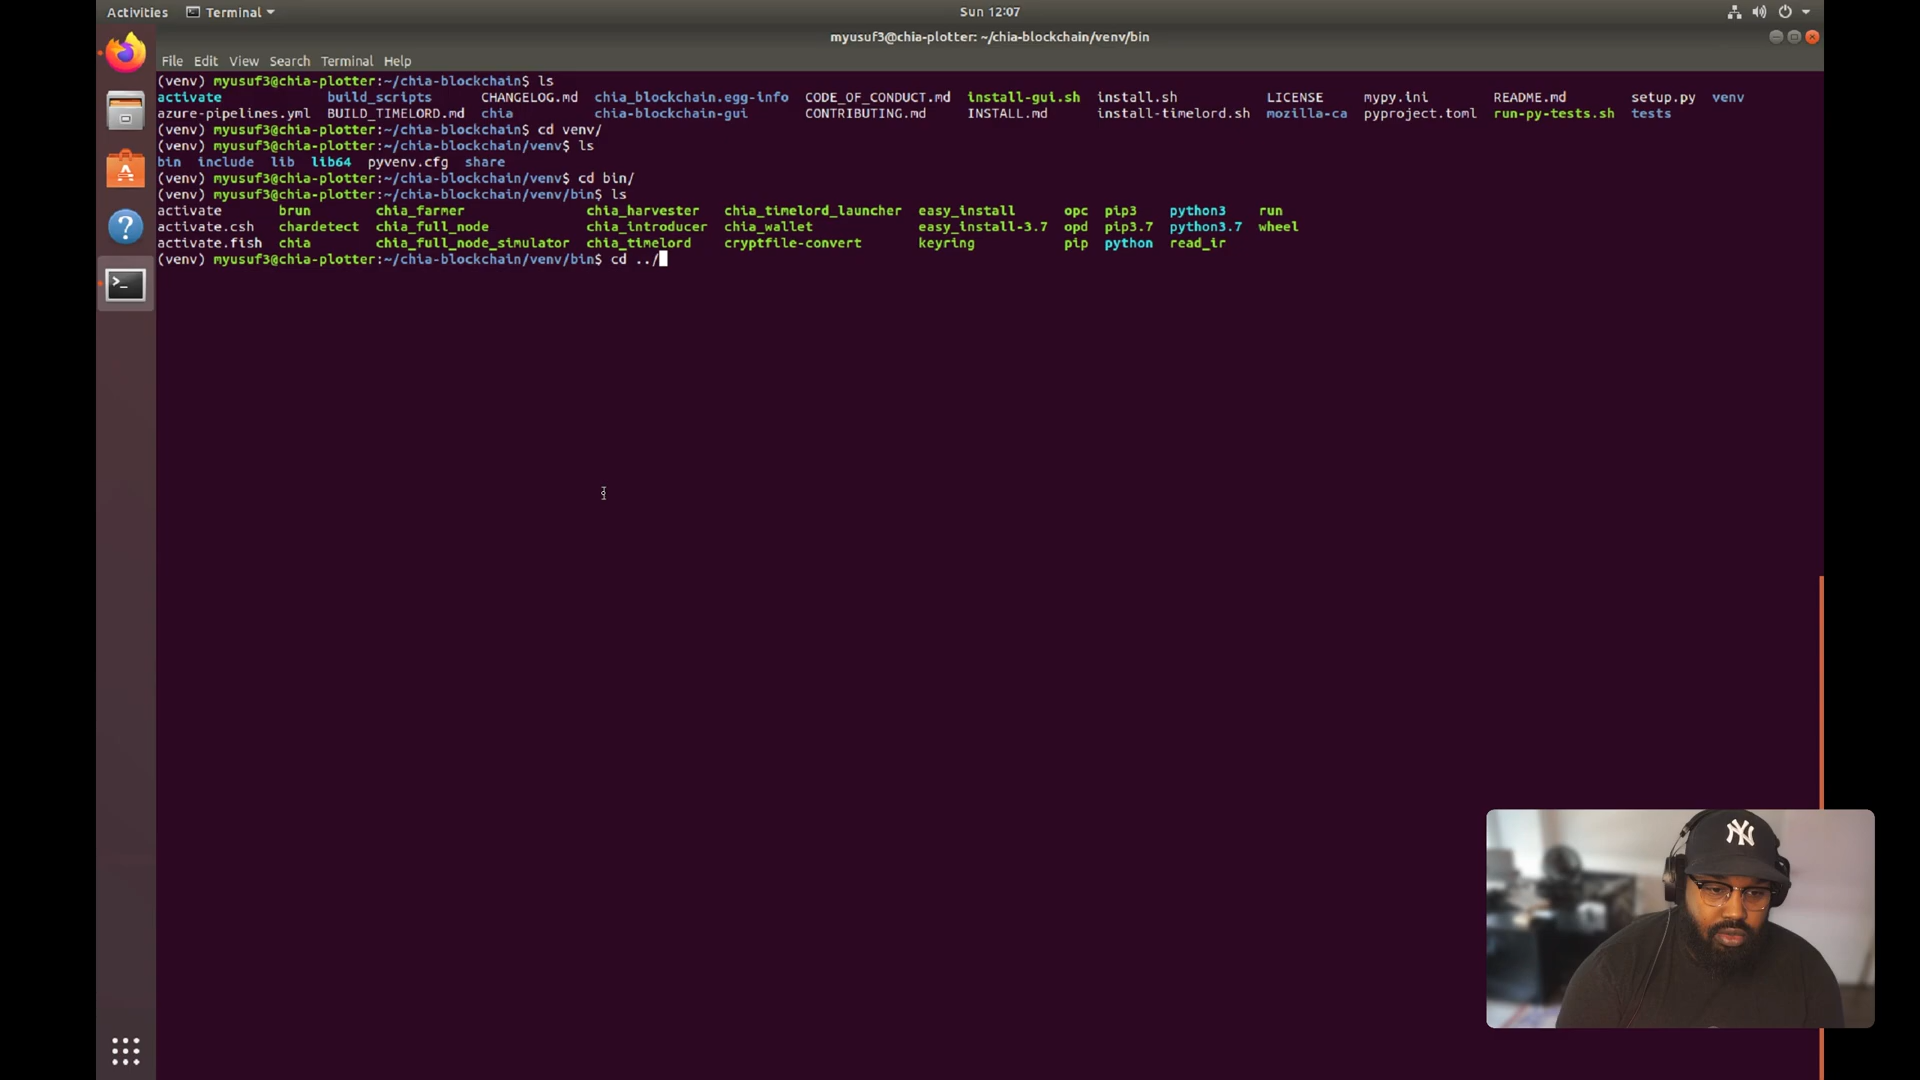 Activities Terminal Sun 12:07
myusuf3@chia-plotter: ~/chia-blockchain/venv/bin
File Edit View Search Terminal Help
(venv) myusuf3@chia-plotter:~/chia-blockchain$ ls
activate build_scripts CHANGELOG.md chia_blockchain.egg-info CODE_OF_CONDUCT.md install-gui.sh install.sh LICENSE mypy.ini README.md setup.py venv
azure-pipelines.yml BUILD_TIMELORD.md chia chia-blockchain-gui CONTRIBUTING.md INSTALL.md install-timelord.sh mozilla-ca pyproject.toml run-py-tests.sh tests
(venv) myusuf3@chia-plotter:~/chia-blockchain$ cd venv/
(venv) myusuf3@chia-plotter:~/chia-blockchain/venv$ ls
bin include lib lib64 pyvenv.cfg share
(venv) myusuf3@chia-plotter:~/chia-blockchain/venv$ cd bin/
(venv) myusuf3@chia-plotter:~/chia-blockchain/venv/bin$ ls
activate brun chia_farmer chia_harvester chia_timelord_launcher easy_install opc pip3 python3 run
activate.csh chardetect chia_full_node chia_introducer chia_wallet easy_install-3.7 opd pip3.7 python3.7 wheel
activate.fish chia chia_full_node_simulator chia_timelord cryptfile-convert keyring pip python read_ir
(venv) myusuf3@chia-plotter:~/chia-blockchain/venv/bin$ cd ../
NY